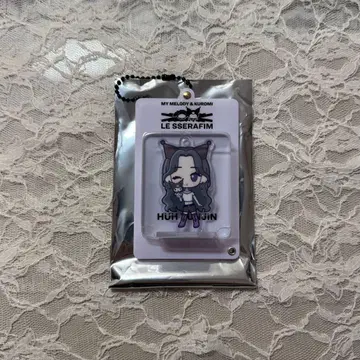 MY MELODY & KUROMI
LE SSERAFIM
HUH YUNJIN